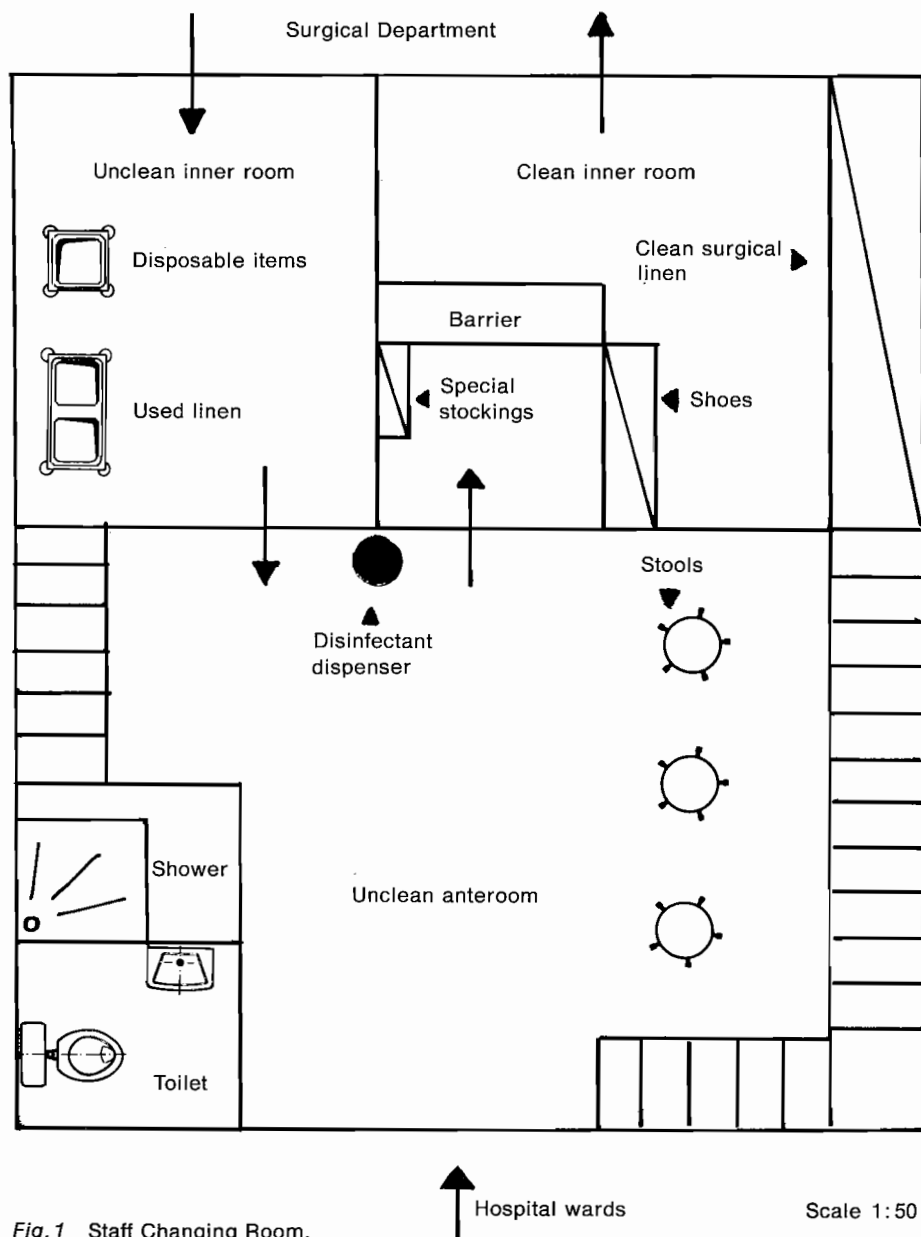 Surgical Department
Unclean inner room
Clean inner room
Disposable items
Clean surgical
linen
Barrier
Used linen
Special
stockings
Shoes
Stools
Disinfectant
dispenser
Shower
Unclean anteroom
Toilet
Hospital wards
Scale 1:50
Fig.1 Staff Changing Room.